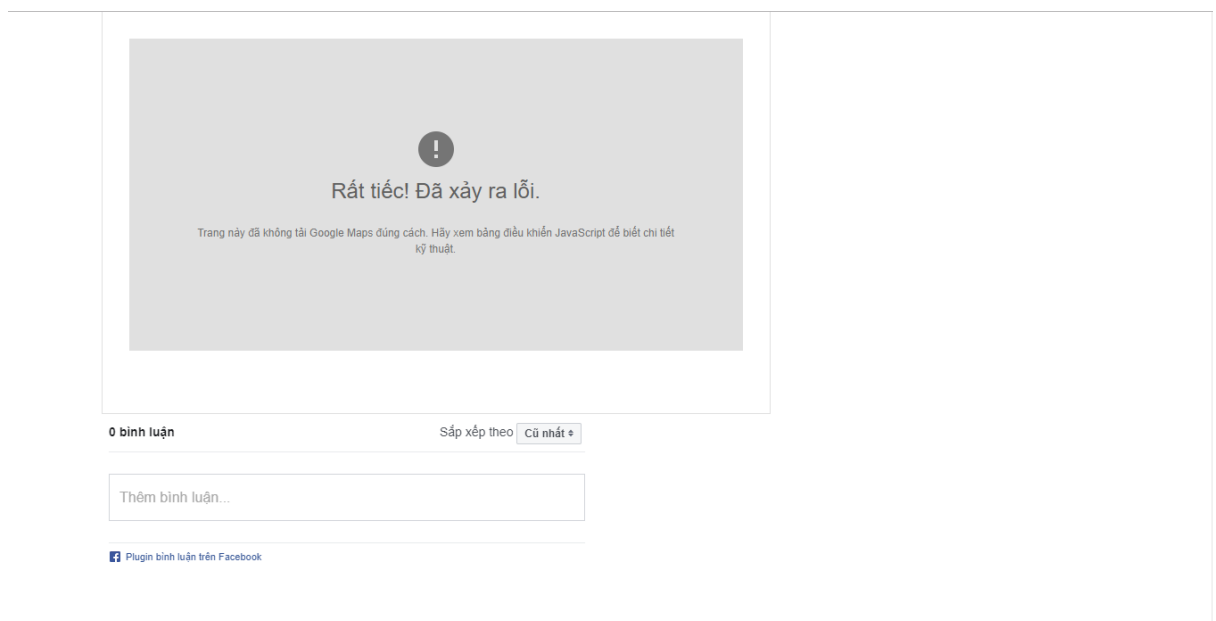 Rất tiếc! Đã xảy ra lỗi.
Trang này đã không tải Google Maps đúng cách. Hãy xem bảng điều khiển JavaScript để biết chi tiết
kỹ thuật.
0 bình luận
Sắp xếp theo Cũ nhất
Thêm bình luận...
Plugin bình luận trên Facebook